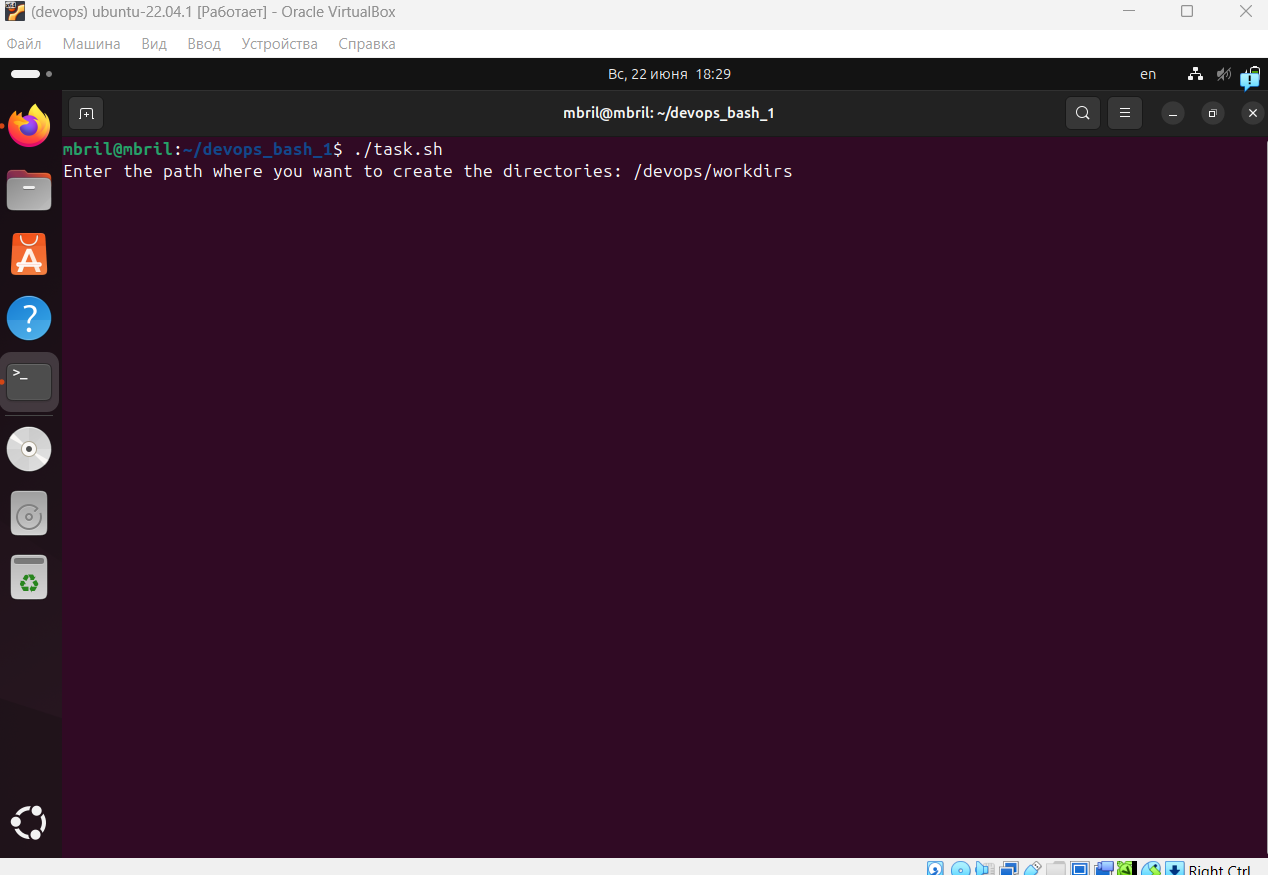 (devops) ubuntu-22.04.1 [Работает] - Oracle VirtualBox
Файл Машина Вид Ввод Устройства Справка
Вс, 22 июня 18:29 en
mbril@mbril: ~/devops_bash_1
mbril@mbril:~/devops_bash_1$ ./task.sh
Enter the path where you want to create the directories: /devops/workdirs
Right Ctrl